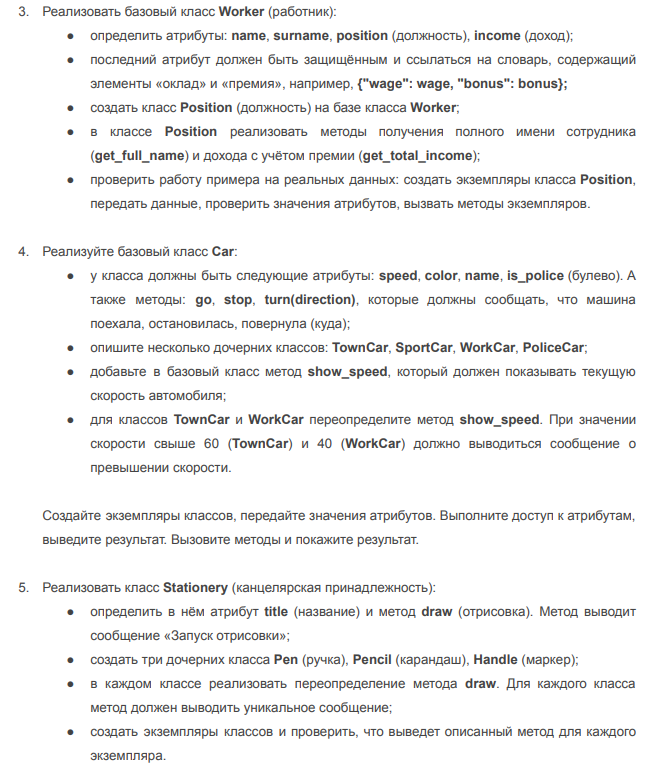 3. Реализовать базовый класс Worker (работник):
● определить атрибуты: name, surname, position (должность), income (доход);
● последний атрибут должен быть защищённым и ссылаться на словарь, содержащий
элементы «оклад» и «премия», например, {"wage": wage, "bonus": bonus};
● создать класс Position (должность) на базе класса Worker;
● в классе Position реализовать методы получения полного имени сотрудника
(get_full_name) и дохода с учётом премии (get_total_income);
● проверить работу примера на реальных данных: создать экземпляры класса Position,
передать данные, проверить значения атрибутов, вызвать методы экземпляров.
4. Реализуйте базовый класс Car:
● у класса должны быть следующие атрибуты: speed, color, name, is_police (булево). А
также методы: go, stop, turn(direction), которые должны сообщать, что машина
поехала, остановилась, повернула (куда);
● опишите несколько дочерних классов: TownCar, SportCar, WorkCar, PoliceCar;
● добавьте в базовый класс метод show_speed, который должен показывать текущую
скорость автомобиля;
● для классов TownCar и WorkCar переопределите метод show_speed. При значении
скорости свыше 60 (TownCar) и 40 (WorkCar) должно выводиться сообщение о
превышении скорости.
Создайте экземпляры классов, передайте значения атрибутов. Выполните доступ к атрибутам,
выведите результат. Вызовите методы и покажите результат.
5. Реализовать класс Stationery (канцелярская принадлежность):
● определить в нём атрибут title (название) и метод draw (отрисовка). Метод выводит
сообщение «Запуск отрисовки»;
● создать три дочерних класса Pen (ручка), Pencil (карандаш), Handle (маркер);
● в каждом классе реализовать переопределение метода draw. Для каждого класса
метод должен выводить уникальное сообщение;
● создать экземпляры классов и проверить, что выведет описанный метод для каждого
экземпляра.